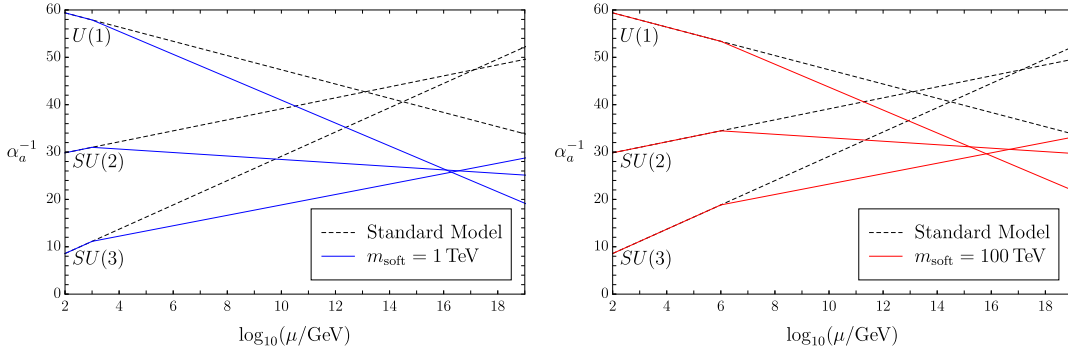 60
50
40
30
20
10
0
α_a^{-1}
U(1)
SU(2)
SU(3)
Standard Model
m_soft = 1 TeV
2 4 6 8 10 12 14 16 18
log_10(μ/GeV)
60
50
40
30
20
10
0
α_a^{-1}
U(1)
SU(2)
SU(3)
Standard Model
m_soft = 100 TeV
2 4 6 8 10 12 14 16 18
log_10(μ/GeV)